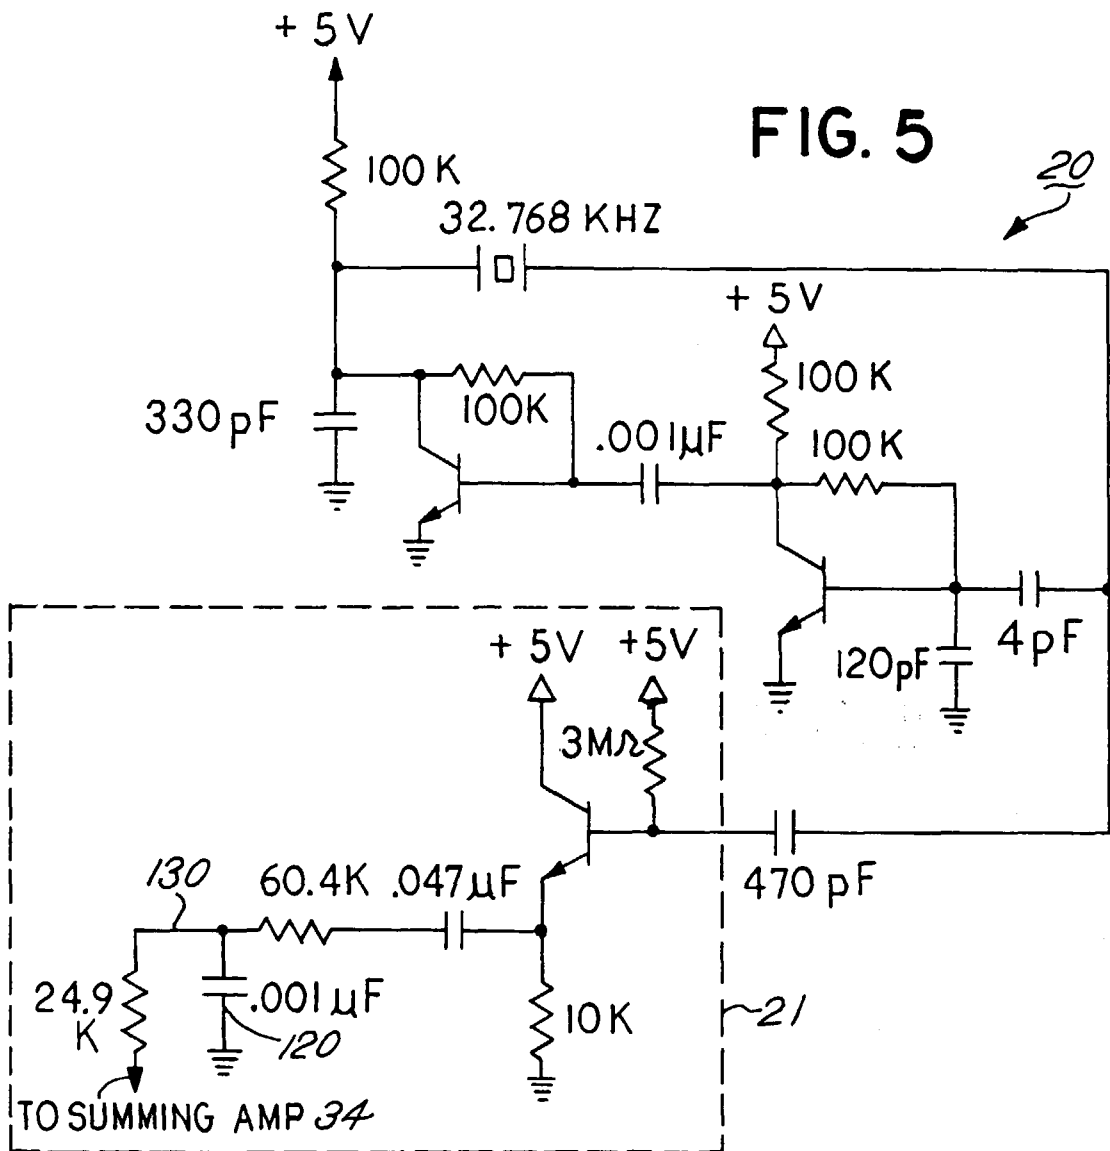 + 5V
FIG. 5
100 K
20
32.768 KHZ
+ 5V
100 K
330 pF
100K
.001µF
100 K
+ 5V
+5V
120pF
4pF
3MΩ
130
60.4K
.047µF
470 pF
24.9
K
.001µF
120
10K
21
TO SUMMING AMP 34